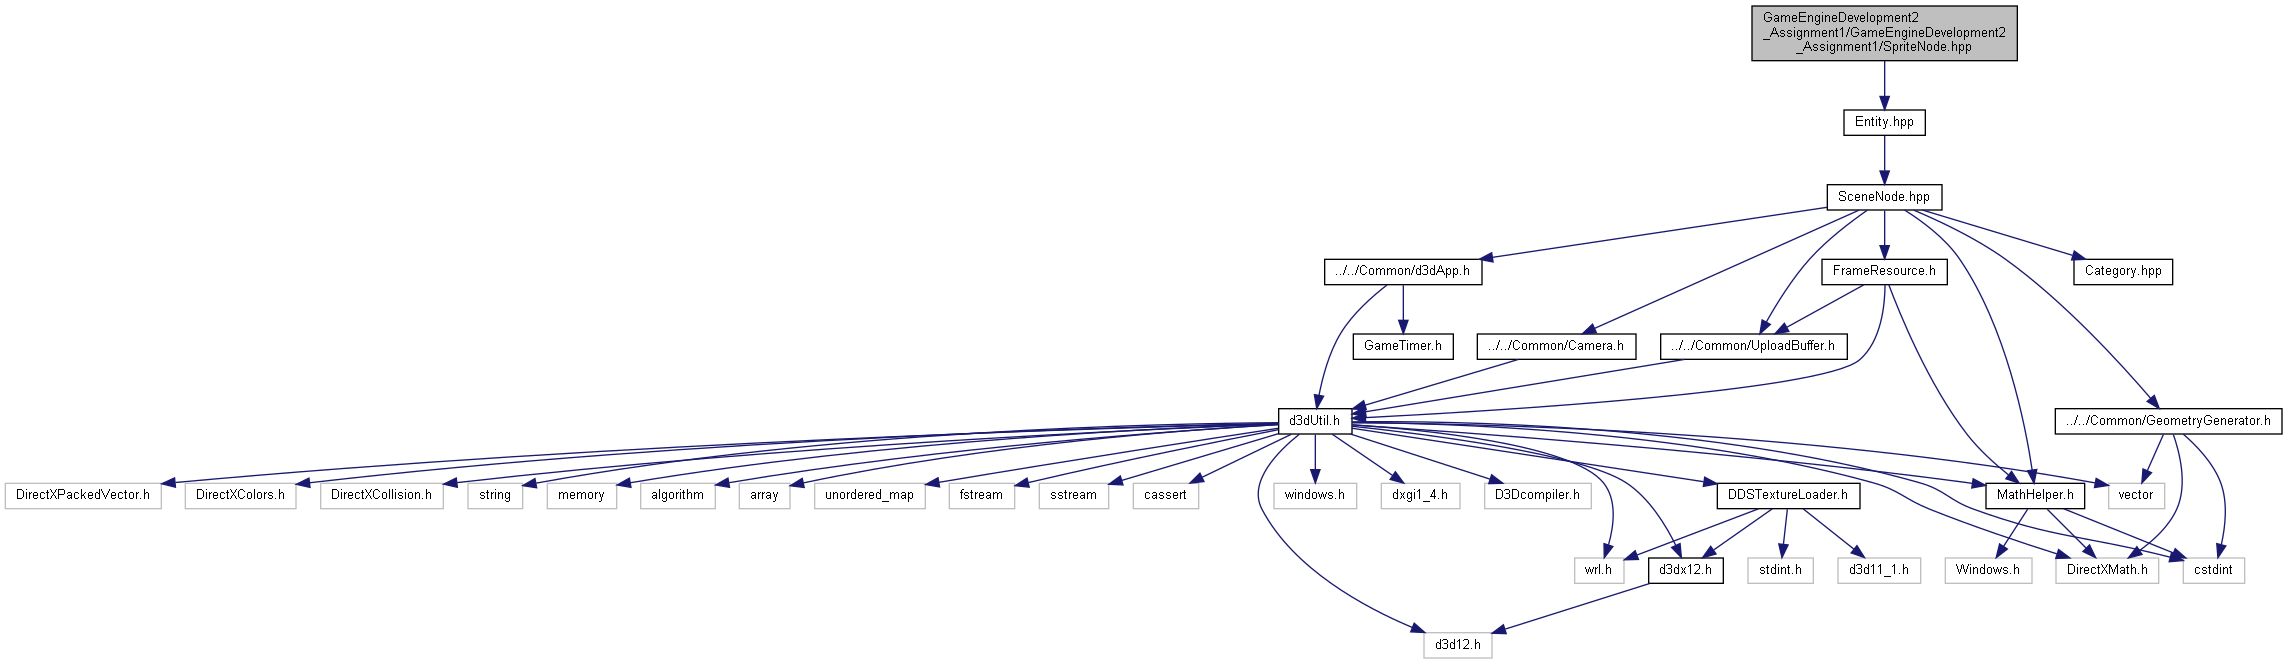 GameEngineDevelopment2
_Assignment1/GameEngineDevelopment2
_Assignment1/SpriteNode.hpp
Entity.hpp
SceneNode.hpp
../../Common/d3dApp.h
FrameResource.h
Category.hpp
GameTimer.h
../../Common/Camera.h
../../Common/UploadBuffer.h
d3dUtil.h
../../Common/GeometryGenerator.h
DirectXPackedVector.h
DirectXColors.h
DirectXCollision.h
string
memory
algorithm
array
unordered_map
fstream
sstream
cassert
windows.h
dxgi1_4.h
D3Dcompiler.h
DDSTextureLoader.h
MathHelper.h
vector
wrl.h
d3dx12.h
stdint.h
d3d11_1.h
Windows.h
DirectXMath.h
cstdint
d3d12.h